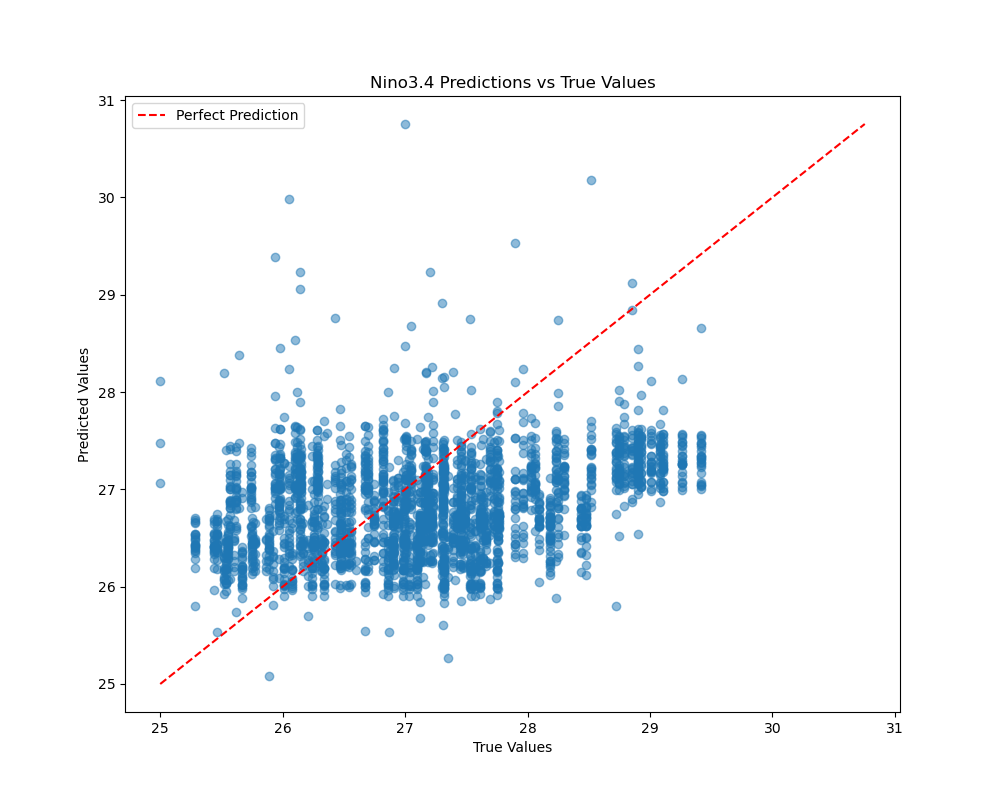 Nino3.4 Predictions vs True Values
Perfect Prediction
31
30
29
28
27
26
25
Predicted Values
25 26 27 28 29 30 31
True Values